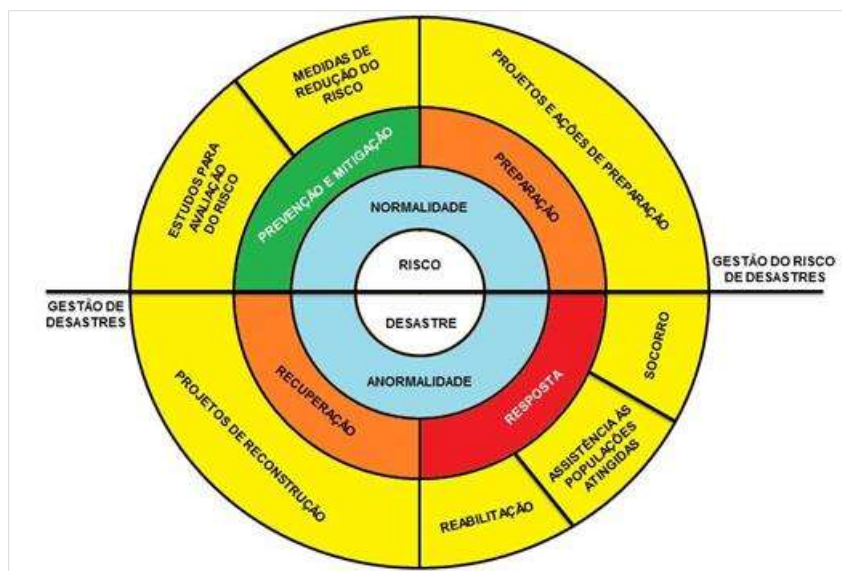 MEDIDAS DE
REDUÇÃO DO
RISCO
PROJETOS E AÇÕES DE PREPARAÇÃO
ESTUDOS PARA
AVALIAÇÃO
DO RISCO
PREVENÇÃO E MITIGAÇÃO
PREPARAÇÃO
NORMALIDADE
RISCO
GESTÃO DO RISCO
DE DESASTRES
GESTÃO DE
DESASTRES
DESASTRE
ANORMALIDADE
RECUPERAÇÃO
RESPOSTA
SOCORRO
PROJETOS DE RECONSTRUÇÃO
ASSISTÊNCIA ÀS
POPULAÇÕES
ATINGIDAS
REABILITAÇÃO